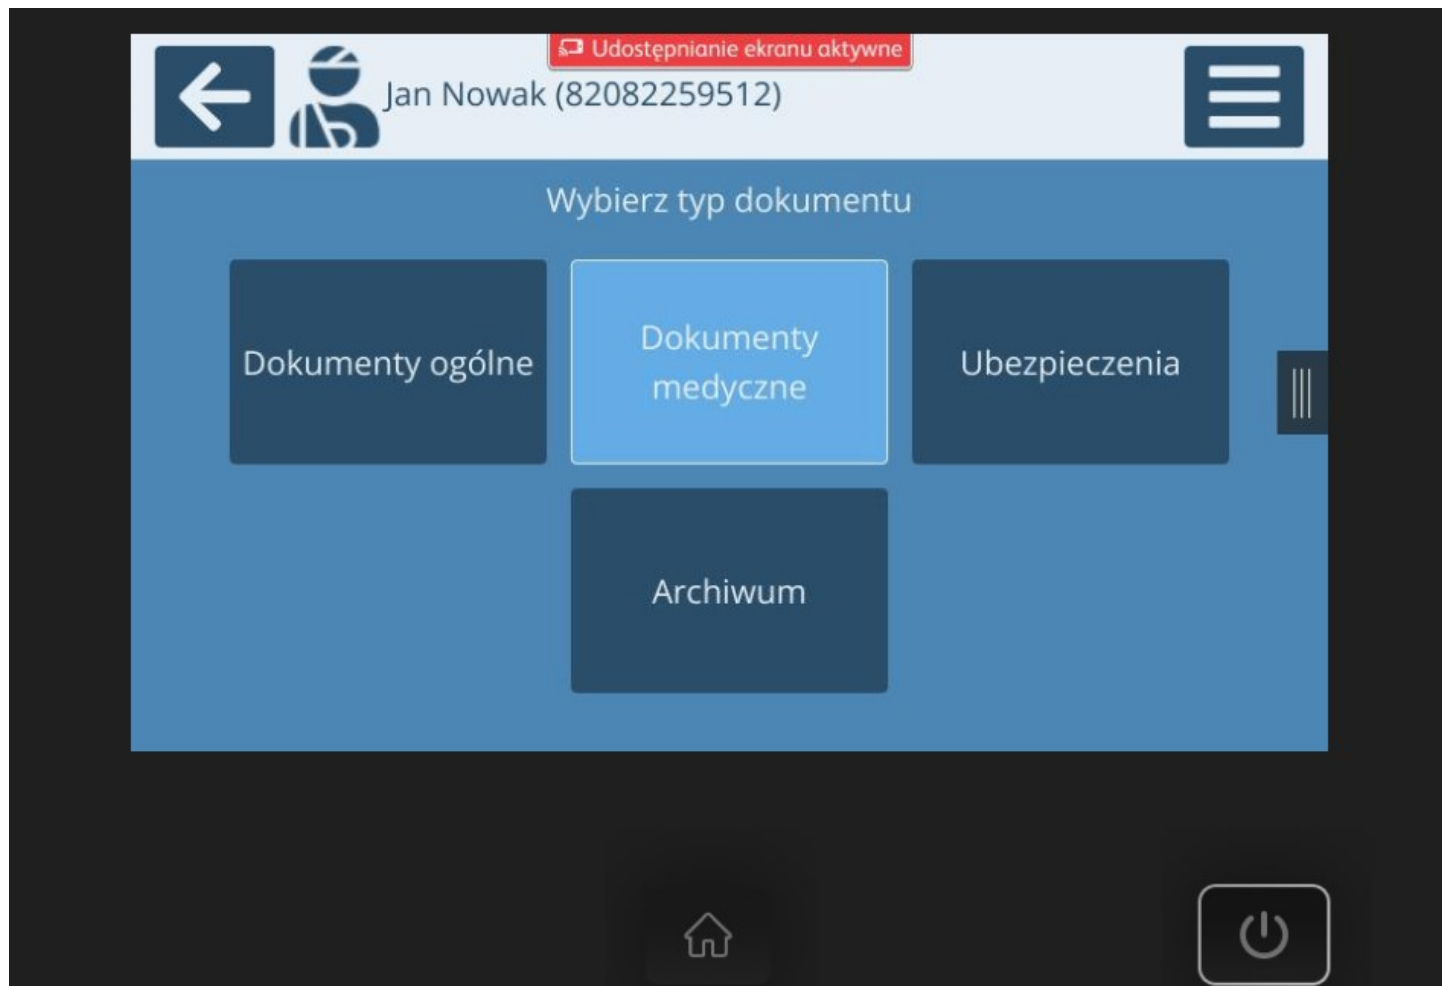 Udostępnianie ekranu aktywne
Jan Nowak (82082259512)
Wybierz typ dokumentu
Dokumenty ogólne
Dokumenty
medyczne
Ubezpieczenia
Archiwum